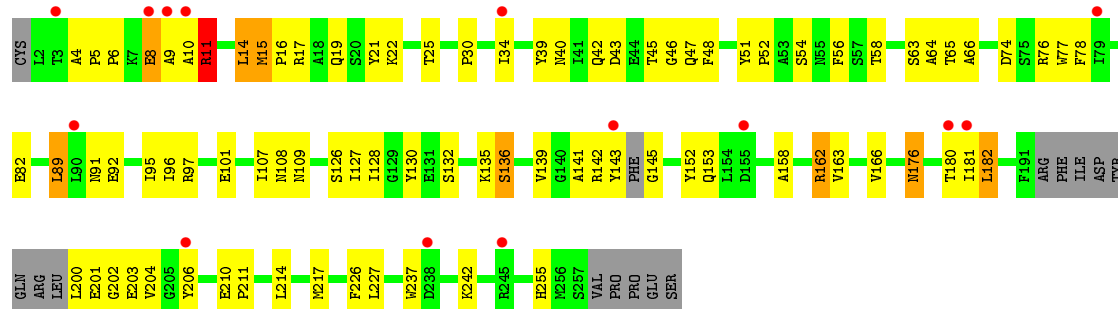 CYS L2 T3 A4 P5 P6 K7 E8 A9 A10 R11 L14 M15 P16 R17 A18 Q19 S20 Y21 K22 T25 P30 I34 Y39 N40 I41 Q42 D43 E44 T45 G46 Q47 F48 Y51 P52 A53 S54 N55 F56 S57 T58 S63 A64 T65 A66 D74 S75 R76 W77 F78 I79
E82 L89 L90 N91 E92 I95 I96 R97 E101 I107 N108 N109 S126 I127 I128 G129 Y130 E131 S132 K135 S136 V139 G140 A141 R142 Y143 PHE G145 Y152 Q153 L154 D155 A158 R162 V163 V166 N176 T180 I181 L182 F191 ARG PHE ILE ASP TYR
GLN ARG LEU L200 E201 G202 E203 V204 G205 Y206 E210 P211 L214 M217 F226 L227 W237 D238 K242 R245 H255 M256 S257 VAL PRO PRO GLU SER